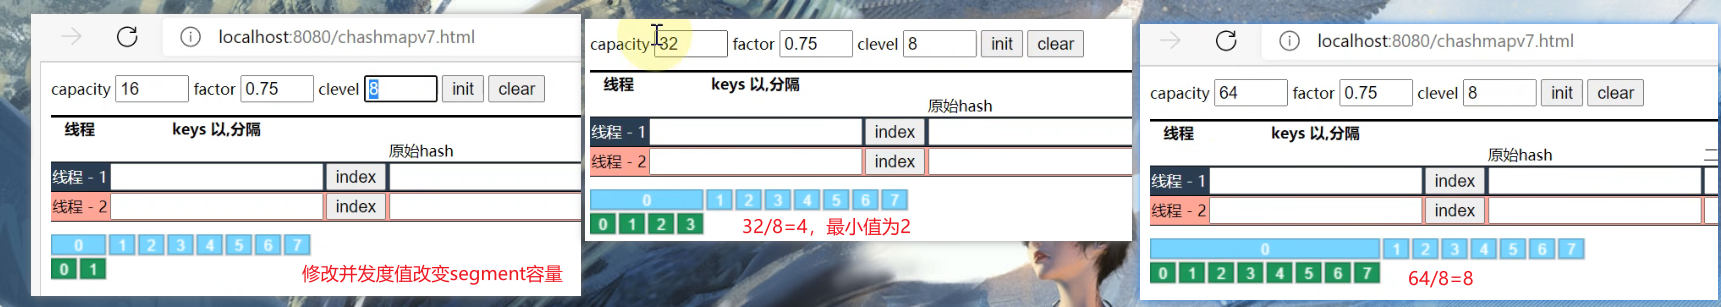 localhost:8080/chashmapv7.html
capacity 16 factor 0.75 clevel 8 init clear
线程 keys 以,分隔
原始hash
线程 - 1 index
线程 - 2 index
0 1 2 3 4 5 6 7
0 1
修改并发度值改变segment容量
capacity 32 factor 0.75 clevel 8 init clear
线程 keys 以,分隔
原始hash
线程 - 1 index
线程 - 2 index
0 1 2 3 4 5 6 7
0 1 2 3
32/8=4，最小值为2
localhost:8080/chashmapv7.html
capacity 64 factor 0.75 clevel 8 init clear
线程 keys 以,分隔
原始hash
线程 - 1 index
线程 - 2 index
0 1 2 3 4 5 6 7
0 1 2 3 4 5 6 7
64/8=8